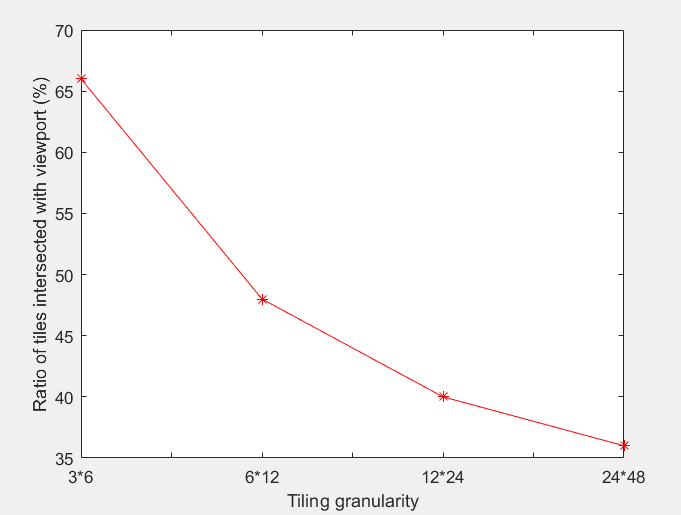 70
65
60
55
50
45
40
35
Ratio of tiles intersected with viewport (%)
3*6 6*12 12*24 24*48
Tiling granularity